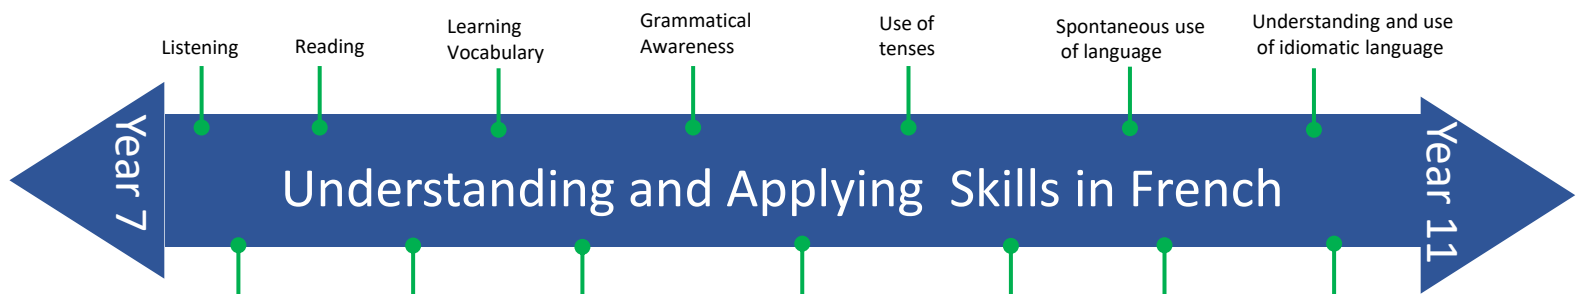 Listening
Reading
Learning
Vocabulary
Grammatical
Awareness
Use of
tenses
Spontaneous use
of language
Understanding and use
of idiomatic language
Year 7
Understanding and Applying  Skills in French
Year 11